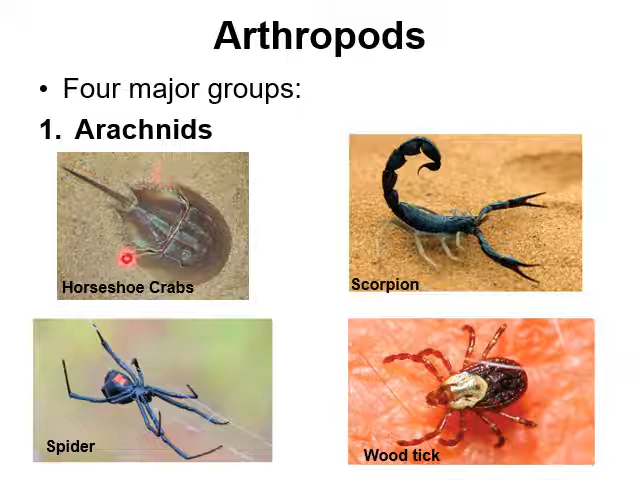 Arthropods
• Four major groups:
1. Arachnids
Horseshoe Crabs
Scorpion
Spider
Wood tick